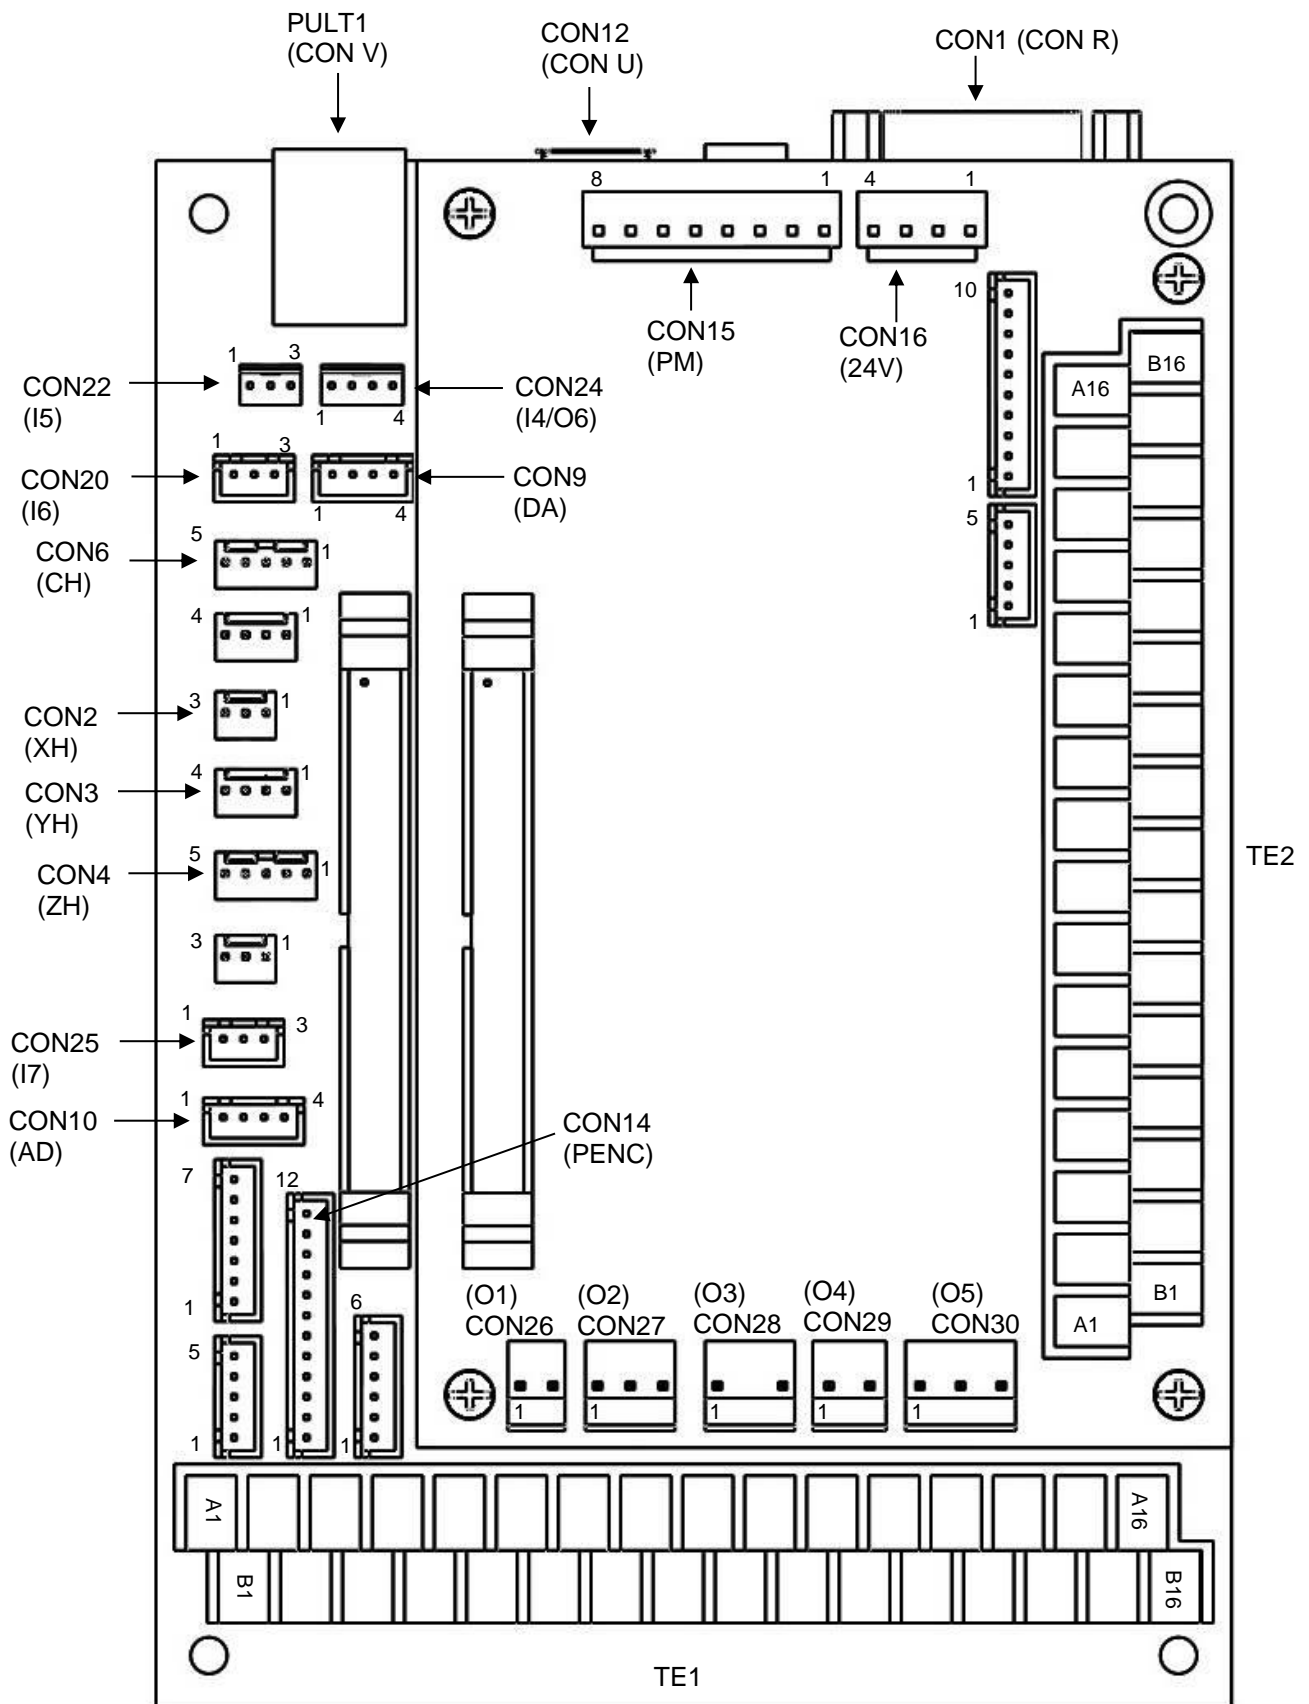 PULT1
(CON V)
CON12
(CON U)
CON1 (CON R)
8 1 4 1
CON15
(PM)
CON16
(24V)
10
1
5
1
1 3
CON22
(I5)
CON24
(I4/O6)
1 4
1 3
CON20
(I6)
CON9
(DA)
1 4
5 1
CON6
(CH)
4 1
3 1
CON2
(XH)
4 1
CON3
(YH)
5 1
CON4
(ZH)
3 1
1 3
CON25
(I7)
1 4
CON10
(AD)
CON14
(PENC)
7
1
12
1
5
1
6
1
B16
A16
TE2
B1
A1
(O1)
CON26
(O2)
CON27
(O3)
CON28
(O4)
CON29
(O5)
CON30
1 1 1 1 1
A1 A16
B1 B16
TE1